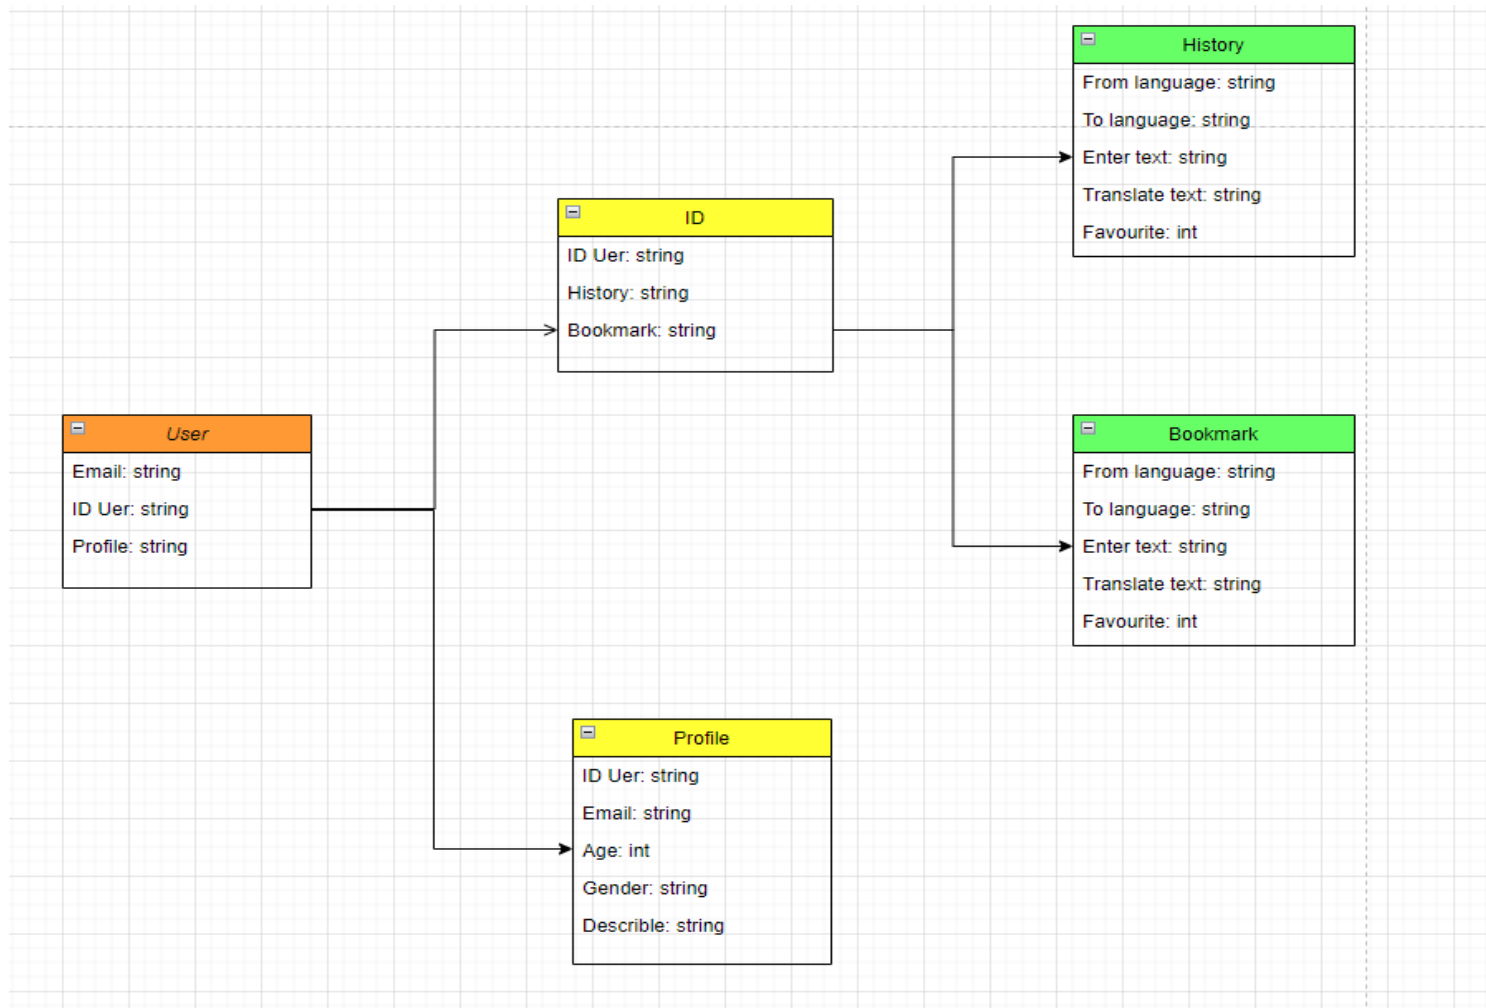 User
Email: string
ID Uer: string
Profile: string
ID
ID Uer: string
History: string
Bookmark: string
Profile
ID Uer: string
Email: string
Age: int
Gender: string
Describle: string
History
From language: string
To language: string
Enter text: string
Translate text: string
Favourite: int
Bookmark
From language: string
To language: string
Enter text: string
Translate text: string
Favourite: int